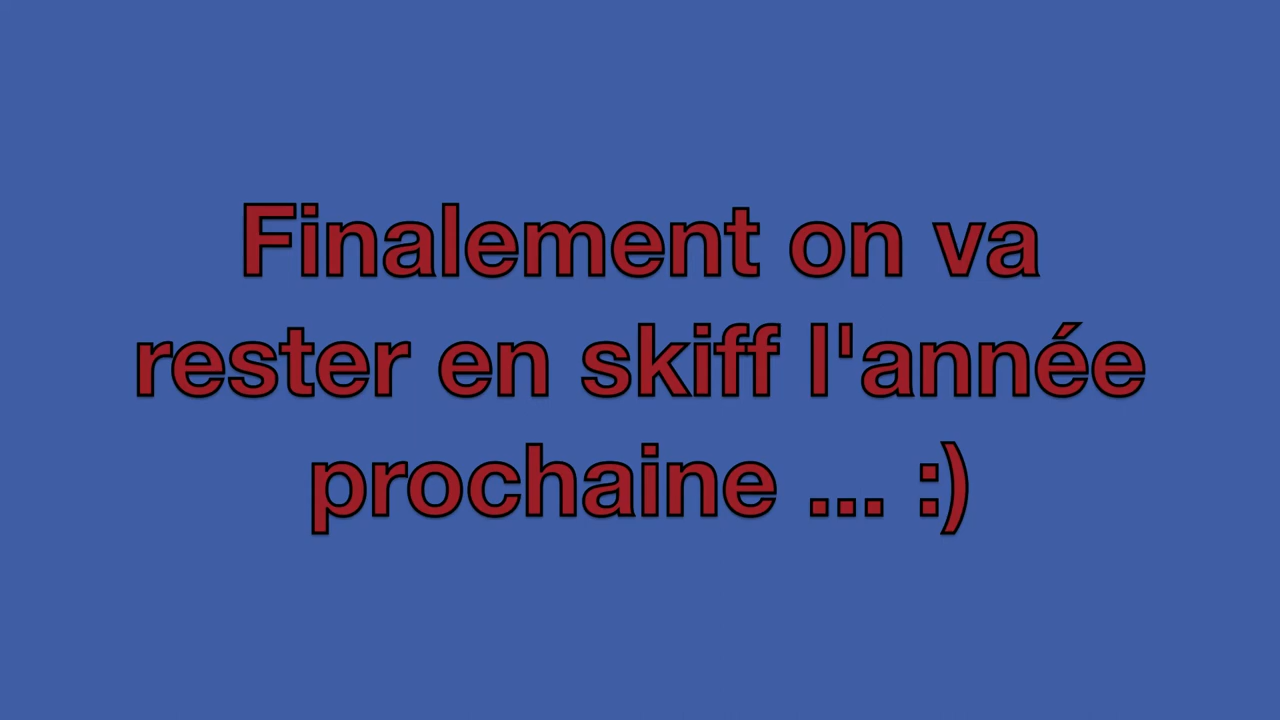 Finalement on va
rester en skiff l'année
prochaine ... :)